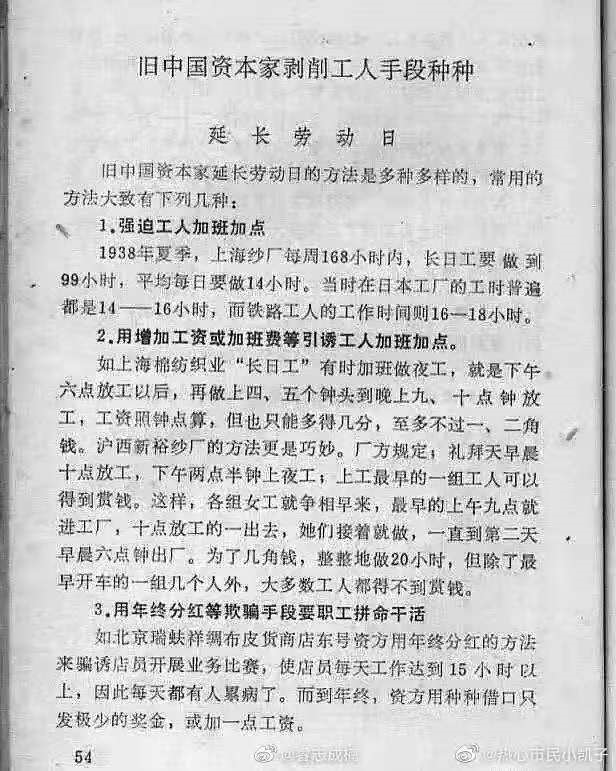 旧中国资本家剥削工人手段种种
延长劳动日
旧中国资本家延长劳动日的方法是多种多样的，常用的
方法大致有下列几种：
1.强迫工人加班加点
1938年夏季，上海纱厂每周168小时内，长日工要做到
99小时，平均每日要做14小时。当时在日本工厂的工时普遍
都是14——16小时，而铁路工人的工作时间则16—18小时。
2.用增加工资或加班费等引诱工人加班加点。
如上海棉纺织业“长日工”有时加班做夜工，就是下午
六点放工以后，再做上四、五个钟头到晚上九、十点钟放
工，工资照钟点算，但也只能多得几分，至多不过一、二角
钱。沪西新裕纱厂的方法更是巧妙。厂方规定；礼拜天早晨
十点放工，下午两点半钟上夜工；上工最早的一组工人可以
得到赏钱。这样，各组女工就争相早来，最早的上午九点就
进工厂，十点放工的一出去，她们接着就做，一直到第二天
早晨六点钟出厂。为了几角钱，整整地做20小时，但除了最
早开车的一组几个人外，大多数工人都得不到赏钱。
3.用年终分红等欺骗手段要职工拼命干活
如北京瑞蚨祥绸布皮货商店东号资方用年终分红的方法
来骗诱店员开展业务比赛，使店员每天工作达到15小时以
上，因此每天都有人累病了。而到年终，资方用种种借口只
发极少的奖金，或加一点工资。
54
@热心市民小凯子